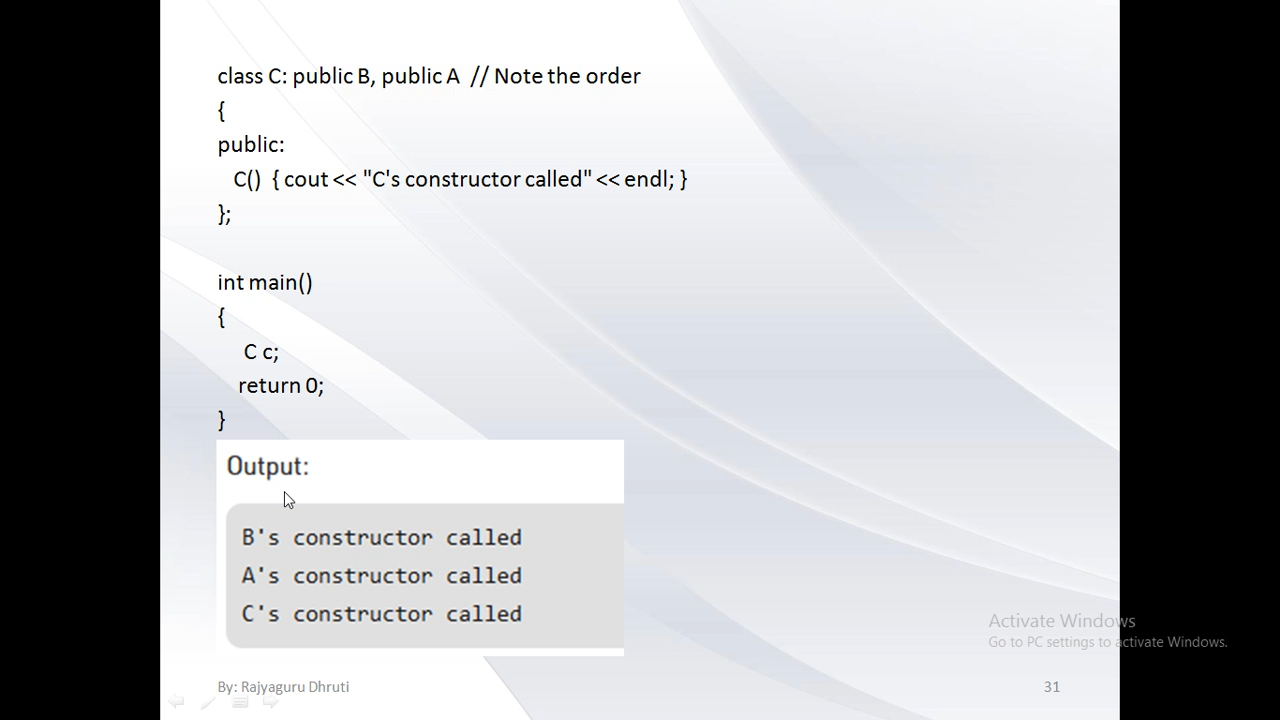 class C: public B, public A // Note the order
{
public:
C() { cout << "C's constructor called" << endl; }
};
int main()
{
C c;
return 0;
}
Output:
B's constructor called
A's constructor called
C's constructor called
Activate Windows
Go to PC settings to activate Windows.
By: Rajyaguru Dhruti
31